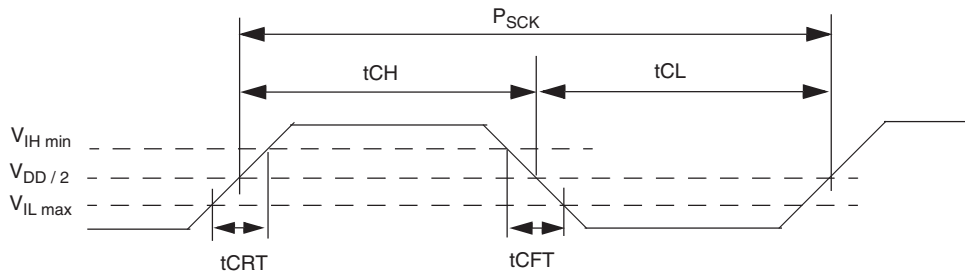 PSCK
tCH
tCL
VIH min
VDD / 2
VIL max
tCRT
tCFT